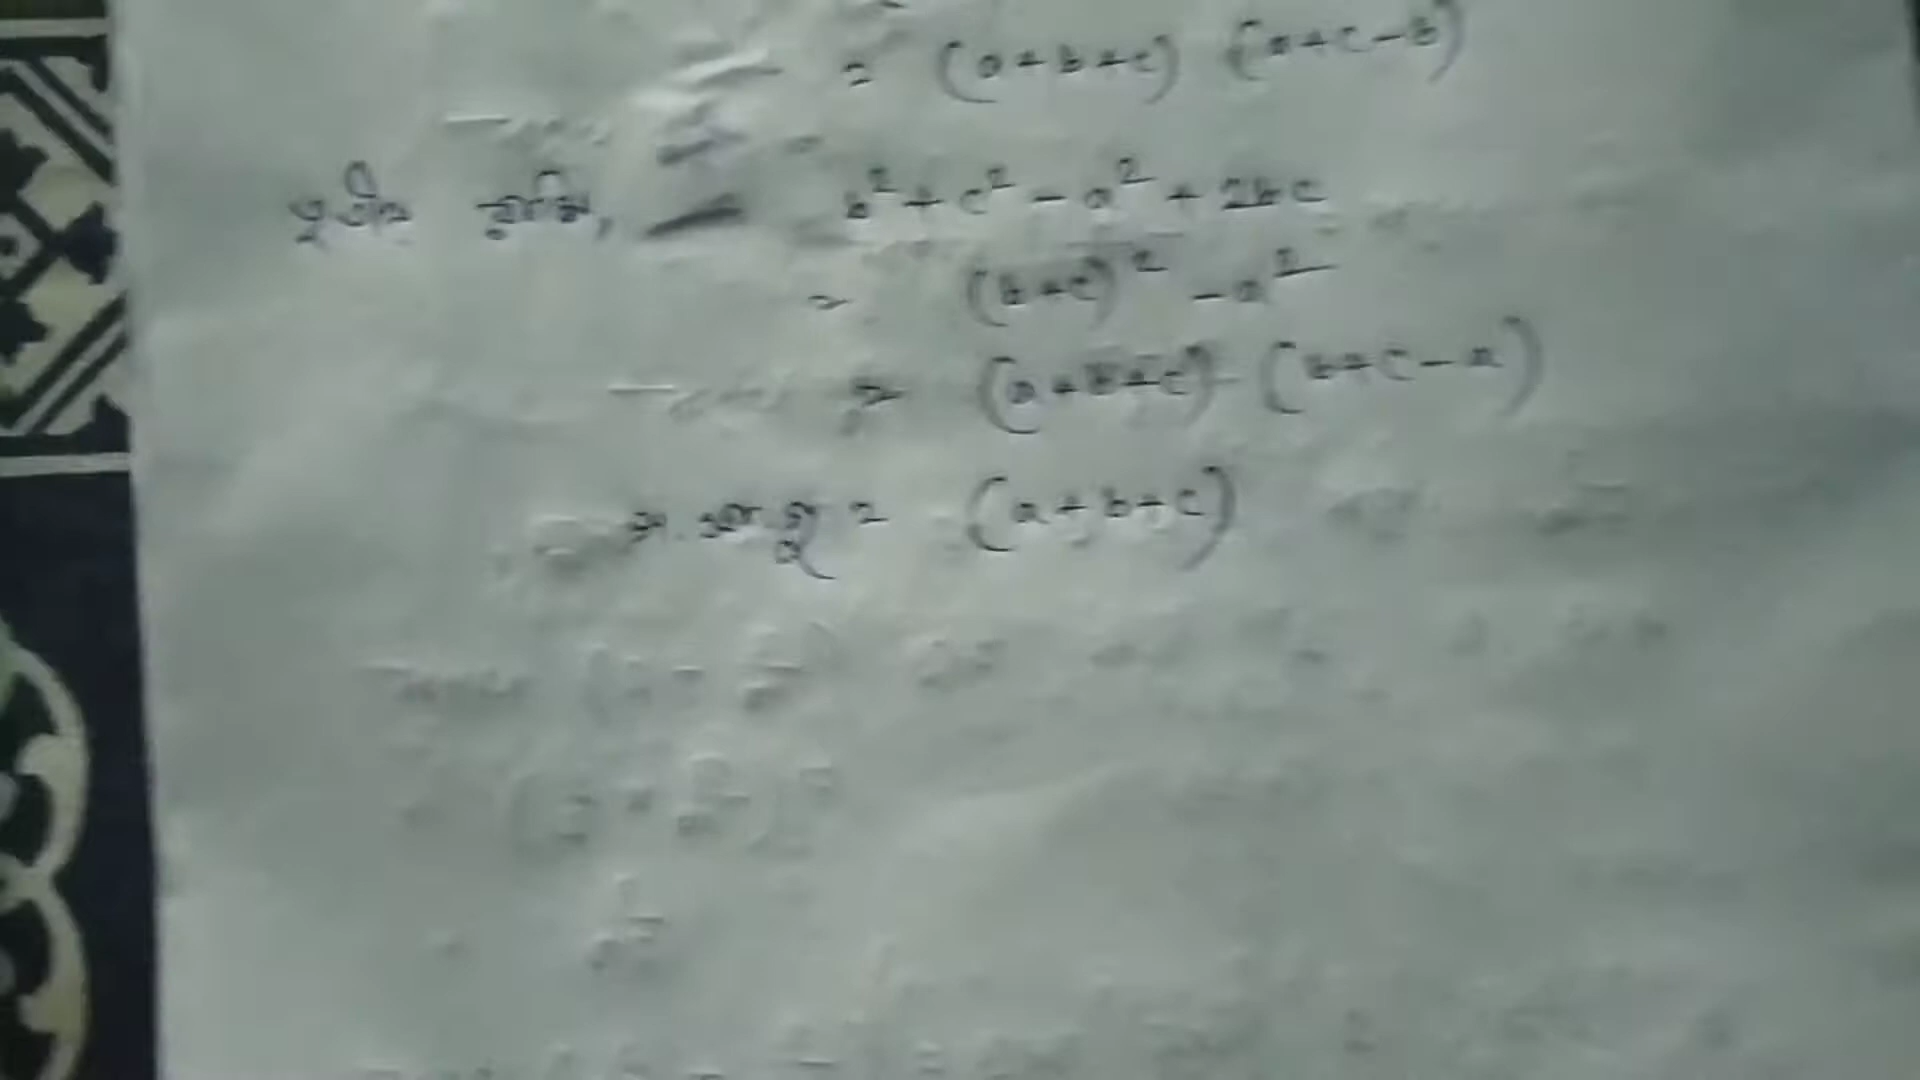 = (a+b+c) (a+c-b)
রাশি, b² + c² - a² + 2bc
= (b+c)² - a²
= (a+b+c) (b+c-a)
গ.সা.গু = (a+b+c)